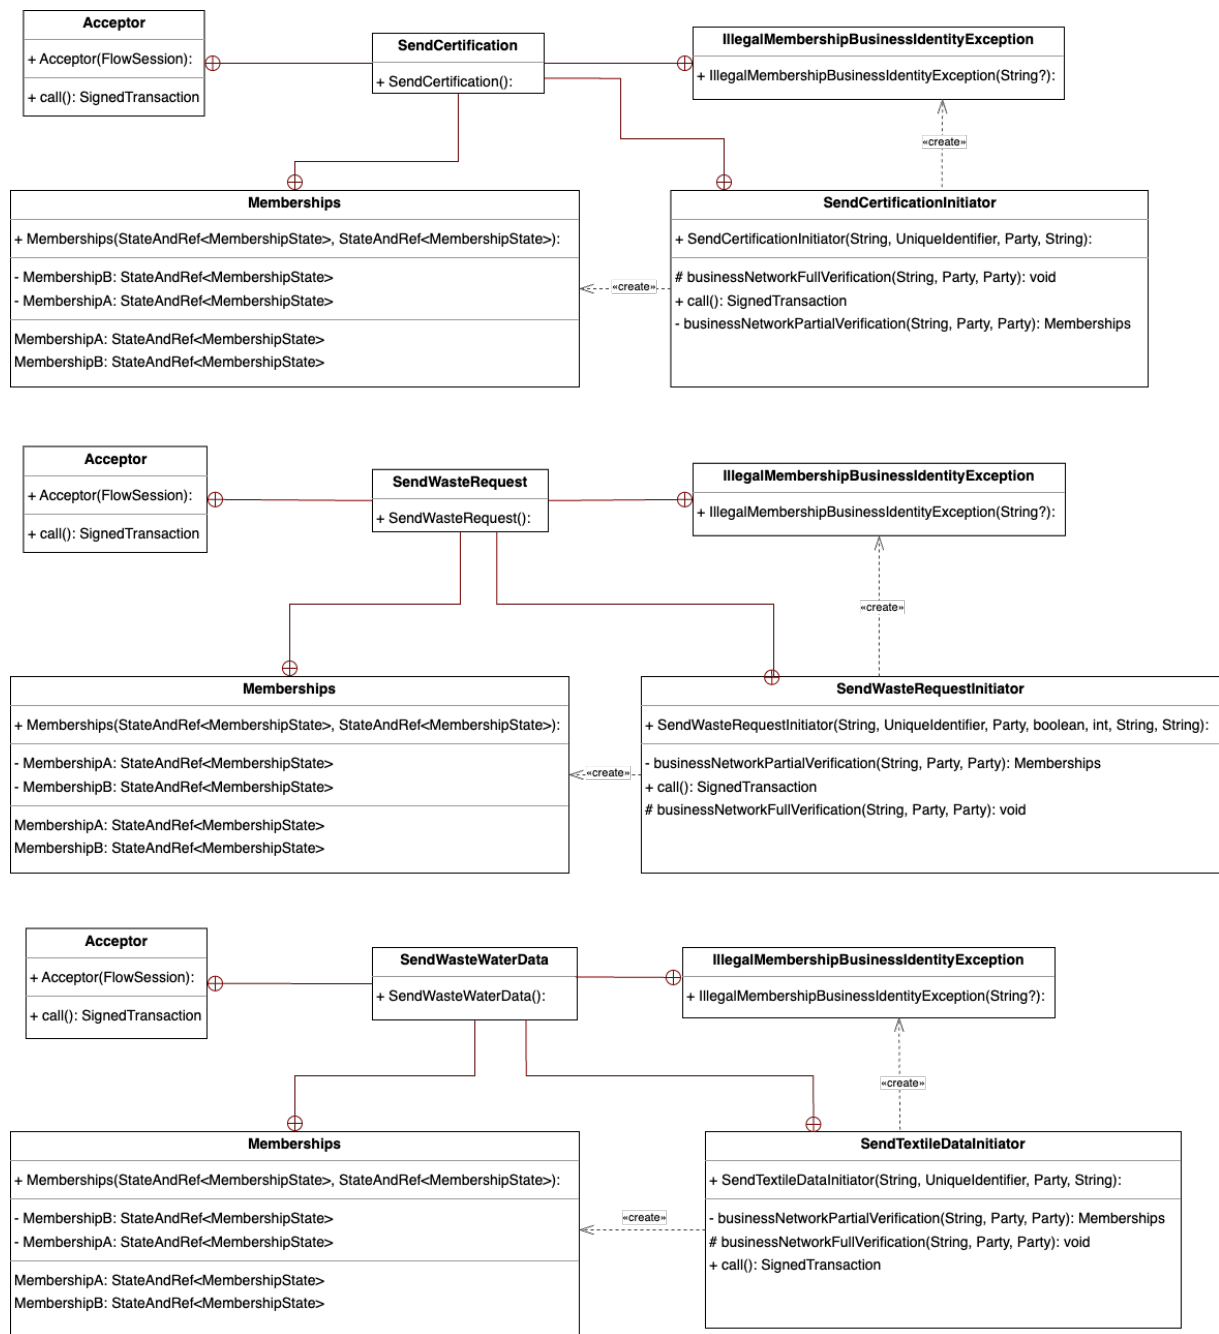 Acceptor
+ Acceptor(FlowSession):
+ call(): SignedTransaction
SendCertification
+ SendCertification():
IllegalMembershipBusinessIdentityException
+ IllegalMembershipBusinessIdentityException(String?):
«create»
Memberships
+ Memberships(StateAndRef<MembershipState>, StateAndRef<MembershipState>):
- MembershipB: StateAndRef<MembershipState>
- MembershipA: StateAndRef<MembershipState>
MembershipA: StateAndRef<MembershipState>
MembershipB: StateAndRef<MembershipState>
«create»
SendCertificationInitiator
+ SendCertificationInitiator(String, UniqueIdentifier, Party, String):
# businessNetworkFullVerification(String, Party, Party): void
+ call(): SignedTransaction
- businessNetworkPartialVerification(String, Party, Party): Memberships
Acceptor
+ Acceptor(FlowSession):
+ call(): SignedTransaction
SendWasteRequest
+ SendWasteRequest():
IllegalMembershipBusinessIdentityException
+ IllegalMembershipBusinessIdentityException(String?):
«create»
Memberships
+ Memberships(StateAndRef<MembershipState>, StateAndRef<MembershipState>):
- MembershipA: StateAndRef<MembershipState>
- MembershipB: StateAndRef<MembershipState>
MembershipA: StateAndRef<MembershipState>
MembershipB: StateAndRef<MembershipState>
«create»
SendWasteRequestInitiator
+ SendWasteRequestInitiator(String, UniqueIdentifier, Party, boolean, int, String, String):
- businessNetworkPartialVerification(String, Party, Party): Memberships
+ call(): SignedTransaction
# businessNetworkFullVerification(String, Party, Party): void
Acceptor
+ Acceptor(FlowSession):
+ call(): SignedTransaction
SendWasteWaterData
+ SendWasteWaterData():
IllegalMembershipBusinessIdentityException
+ IllegalMembershipBusinessIdentityException(String?):
«create»
Memberships
+ Memberships(StateAndRef<MembershipState>, StateAndRef<MembershipState>):
- MembershipB: StateAndRef<MembershipState>
- MembershipA: StateAndRef<MembershipState>
MembershipA: StateAndRef<MembershipState>
MembershipB: StateAndRef<MembershipState>
«create»
SendTextileDataInitiator
+ SendTextileDataInitiator(String, UniqueIdentifier, Party, String):
- businessNetworkPartialVerification(String, Party, Party): Memberships
# businessNetworkFullVerification(String, Party, Party): void
+ call(): SignedTransaction